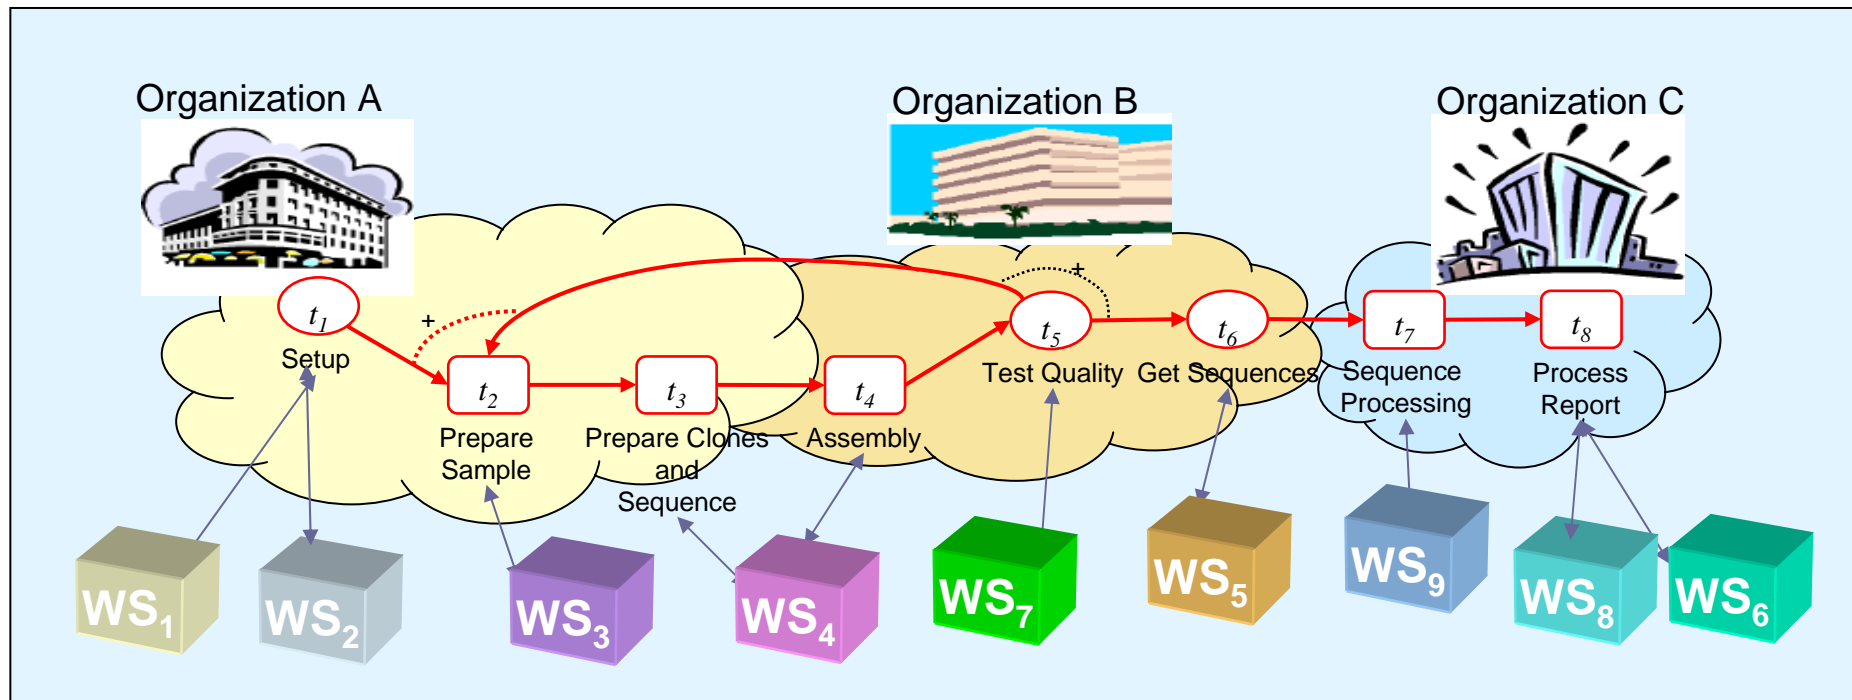 Organization A
Organization B
Organization C
t1
+
+
t5
t6
t7
t8
Setup
t2
t3
t4
Test Quality
Get Sequences
Sequence
Processing
Process
Report
Prepare
Sample
Prepare Clones
and
Sequence
Assembly
WS1
WS2
WS3
WS4
WS7
WS5
WS9
WS8
WS6